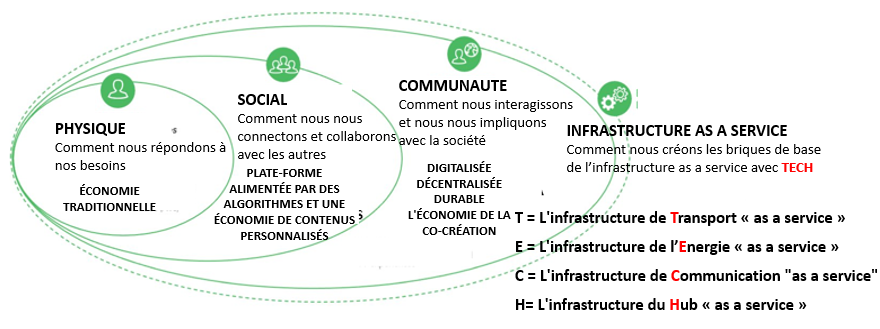 PHYSIQUE
Comment nous répondons à
nos besoins
ÉCONOMIE
TRADITIONNELLE
SOCIAL
Comment nous nous
connectons et collaborons
avec les autres
PLATE-FORME
ALIMENTÉE PAR DES
ALGORITHMES ET UNE
ÉCONOMIE DE CONTENUS
PERSONNALISÉS
COMMUNAUTE
Comment nous interagissons
et nous nous impliquons
avec la société
DIGITALISÉE
DÉCENTRALISÉE
DURABLE
L'ÉCONOMIE DE LA
CO-CRÉATION
INFRASTRUCTURE AS A SERVICE
Comment nous créons les briques de base
de l’infrastructure as a service avec TECH
T = L'infrastructure de Transport « as a service »
E = L'infrastructure de l’Energie « as a service »
C = L'infrastructure de Communication "as a service"
H= L'infrastructure du Hub « as a service »